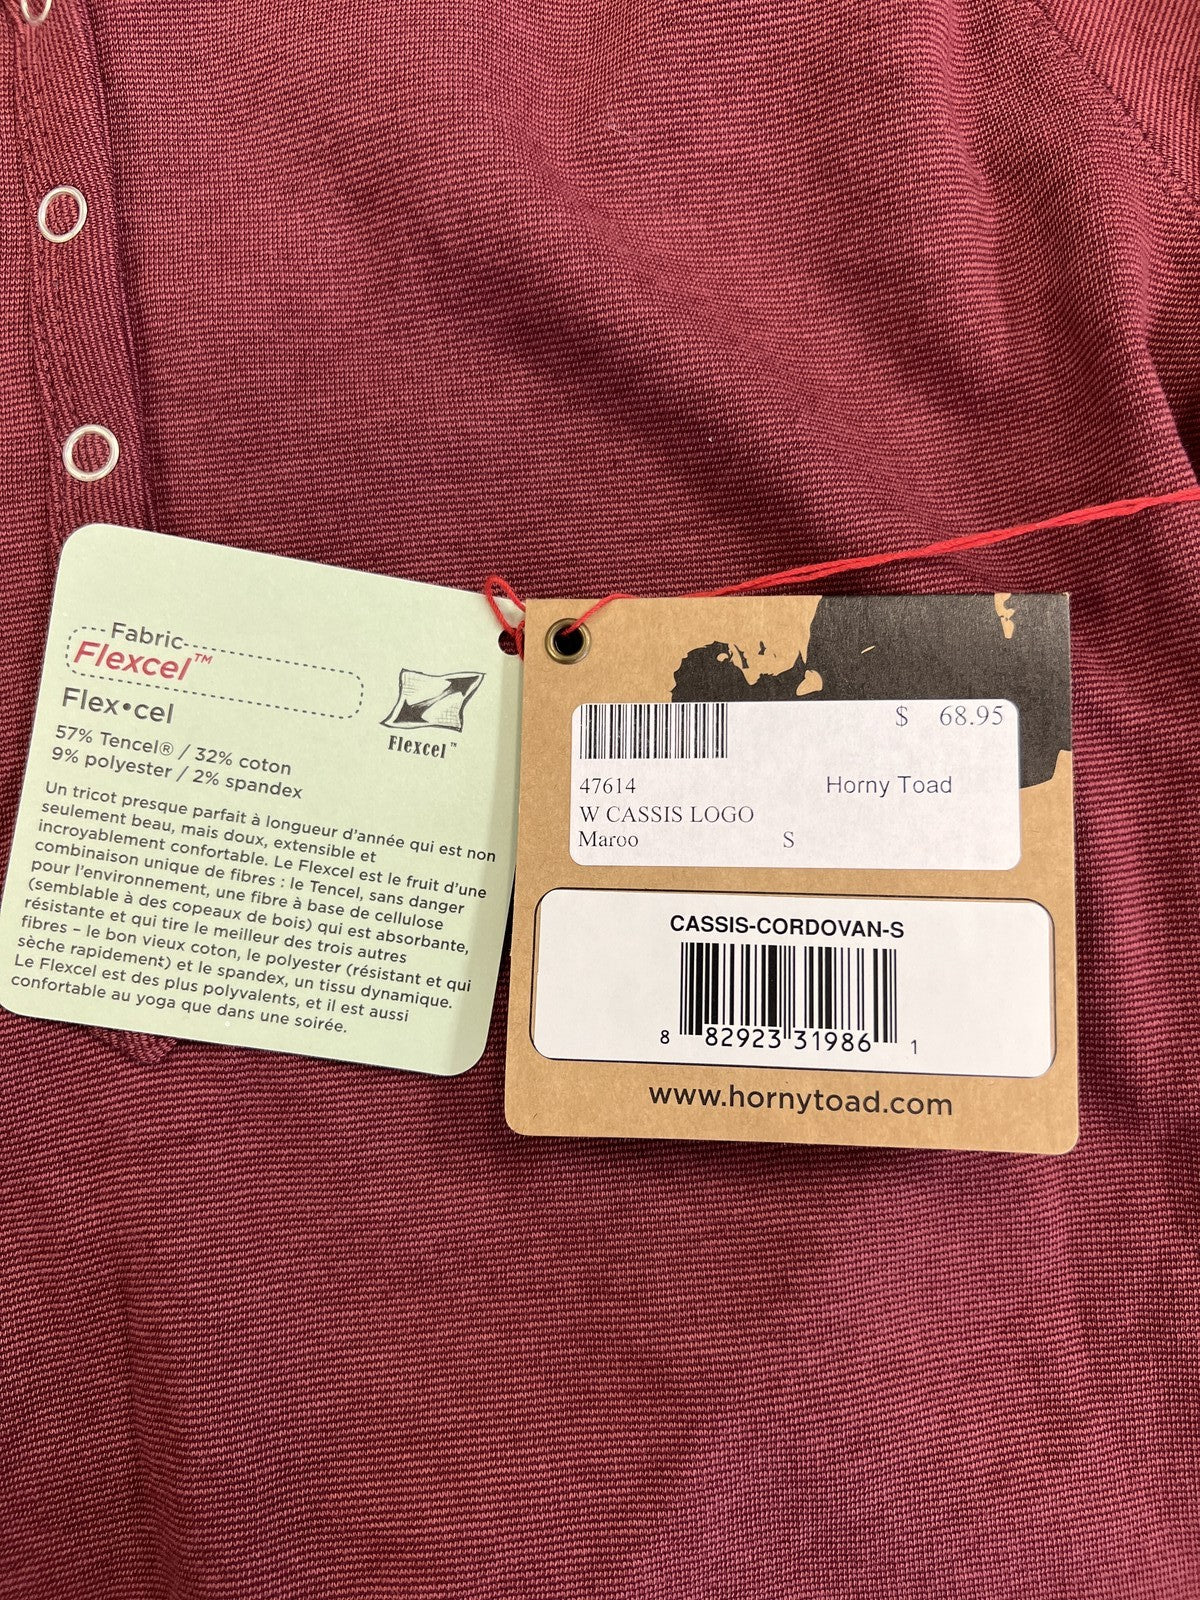 Fabric
Flexcel™
Flex•cel
57% Tencel® / 32% coton
9% polyester / 2% spandex
Un tricot presque parfait à longueur d'année qui est non
seulement beau, mais doux, extensible et
incroyablement confortable. Le Flexcel est le fruit d'une
combinaison unique de fibres : le Tencel, sans danger
pour l'environnement, une fibre à base de cellulose
(semblable à des copeaux de bois) qui est absorbante,
résistante et qui tire le meilleur des trois autres
fibres – le bon vieux coton, le polyester (résistant et qui
sèche rapidement) et le spandex, un tissu dynamique.
Le Flexcel est des plus polyvalents, et il est aussi
confortable au yoga que dans une soirée.
Flexcel™
$ 68.95
47614 Horny Toad
W CASSIS LOGO
Maroo S
CASSIS-CORDOVAN-S
8 82923 31986 1
www.hornytoad.com